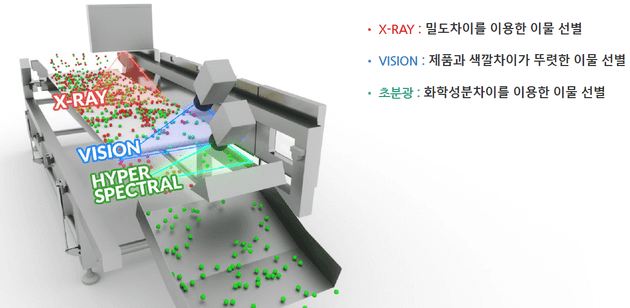 X-RAY
VISION
HYPER
SPECTRAL
• X-RAY : 밀도차이를 이용한 이물 선별
• VISION : 제품과 색깔차이가 뚜렷한 이물 선별
• 초분광 : 화학성분차이를 이용한 이물 선별